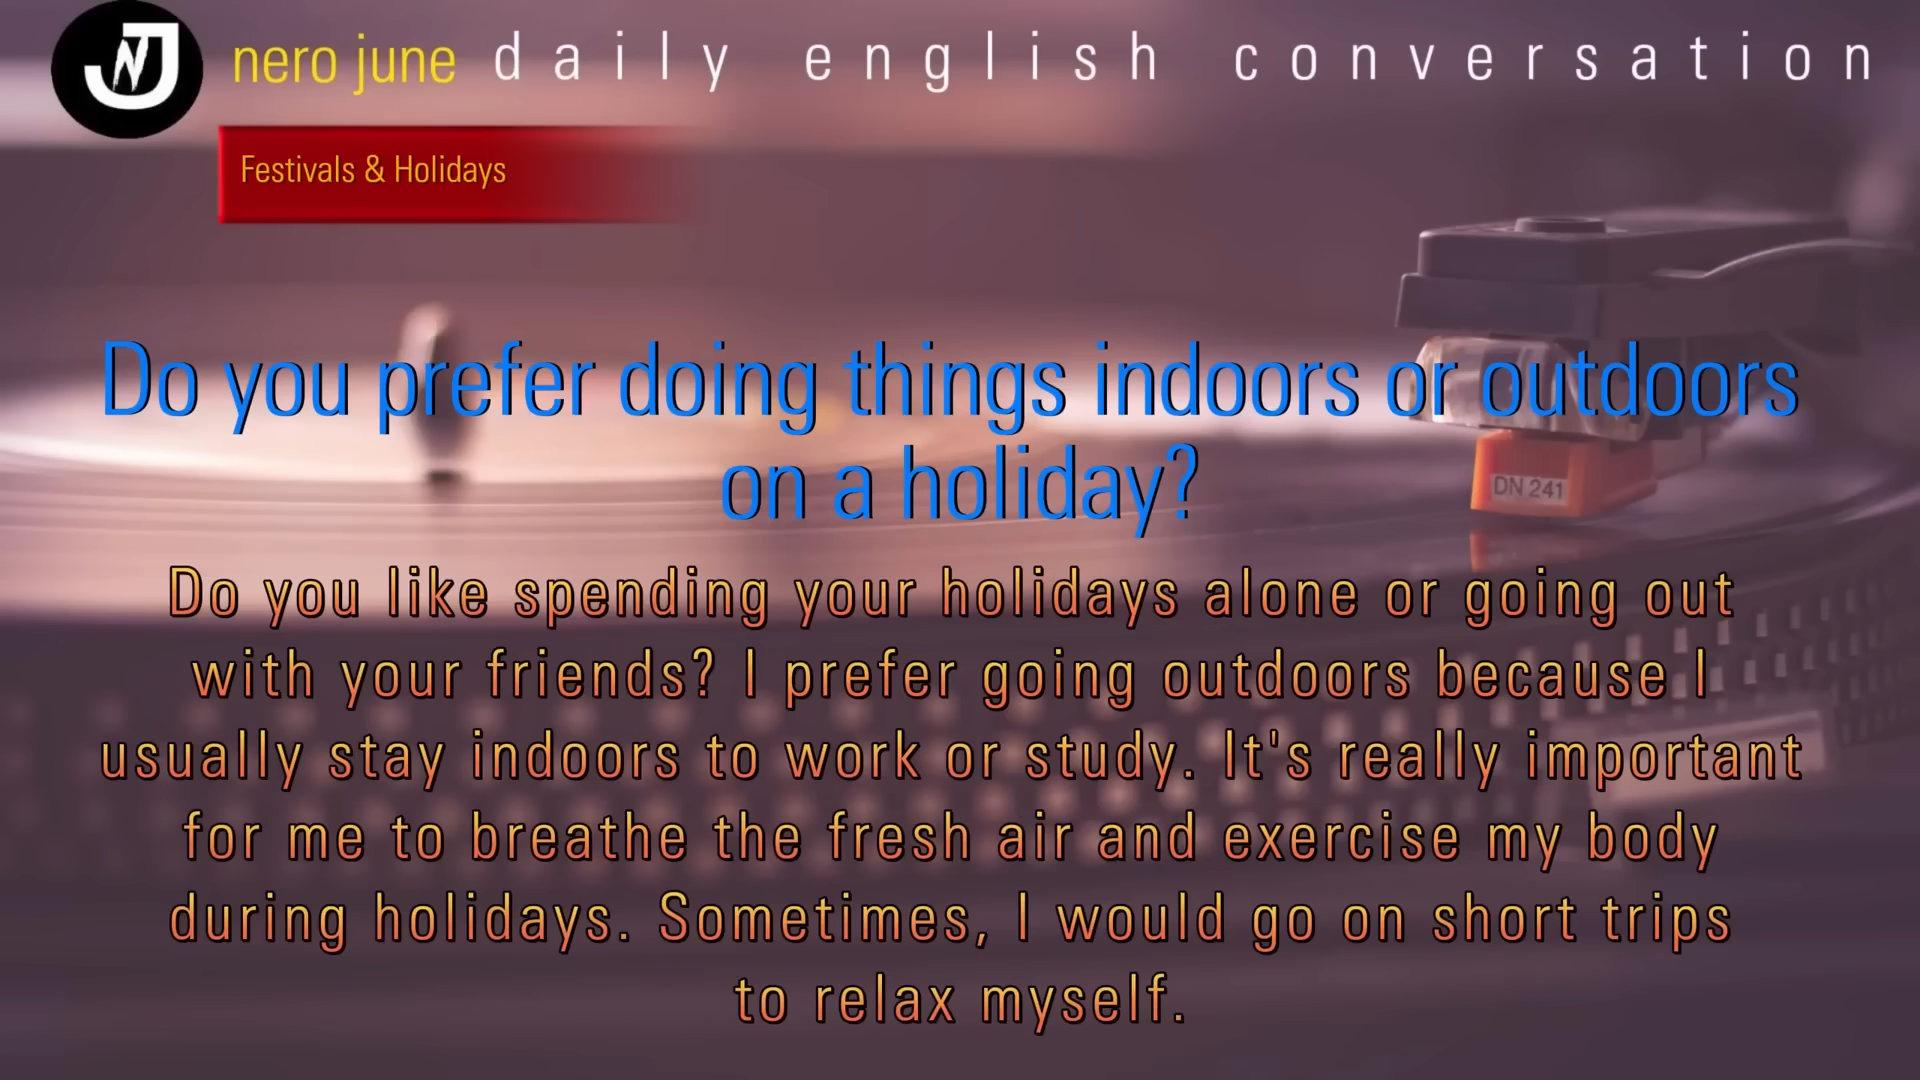 NJ
nero june daily english conversation
Festivals & Holidays
Do you prefer doing things indoors or outdoors
on a holiday?
DN 241
Do you like spending your holidays alone or going out
with your friends? I prefer going outdoors because I
usually stay indoors to work or study. It's really important
for me to breathe the fresh air and exercise my body
during holidays. Sometimes, I would go on short trips
to relax myself.